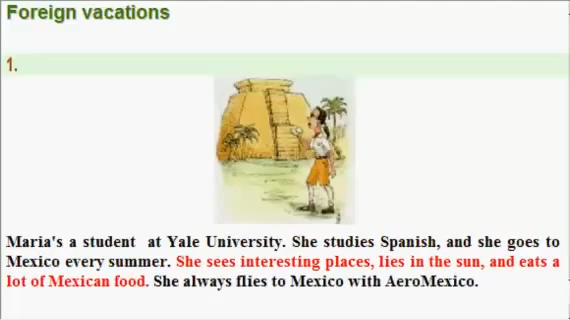 Foreign vacations
1.
Maria's a student at Yale University. She studies Spanish, and she goes to
Mexico every summer. She sees interesting places, lies in the sun, and eats a
lot of Mexican food. She always flies to Mexico with AeroMexico.